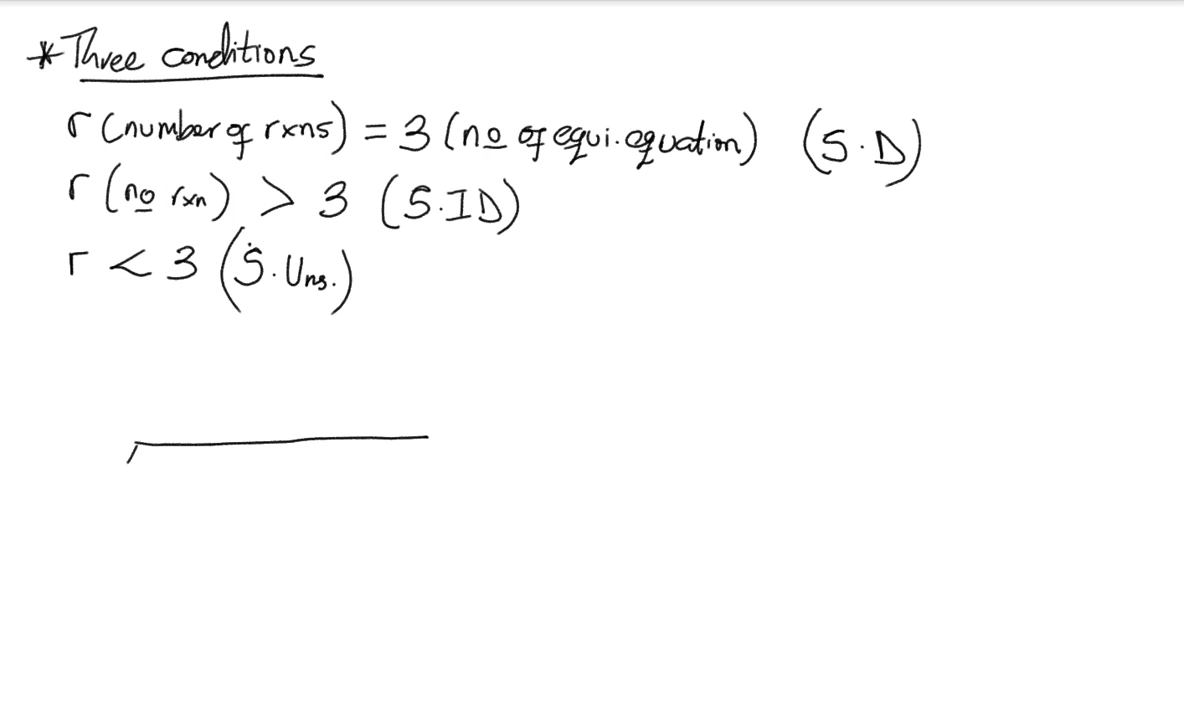 * Three conditions
r (number of rxns) = 3 (no of equi. equation) (S.D)
r (no rxn) > 3 (S.ID)
r < 3 (S. Uns.)